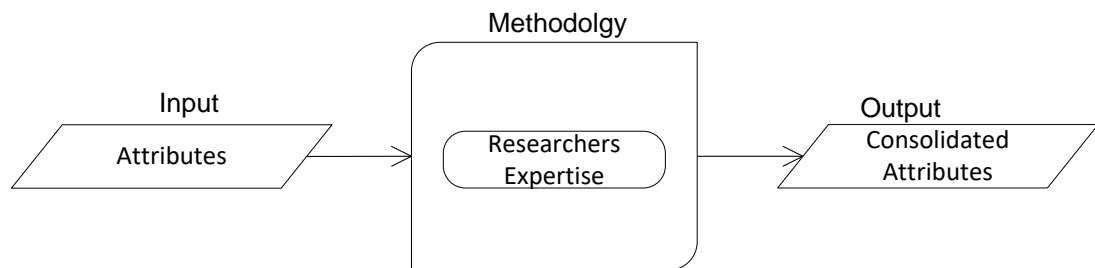 Methodolgy
Input
Attributes
Researchers
Expertise
Output
Consolidated
Attributes